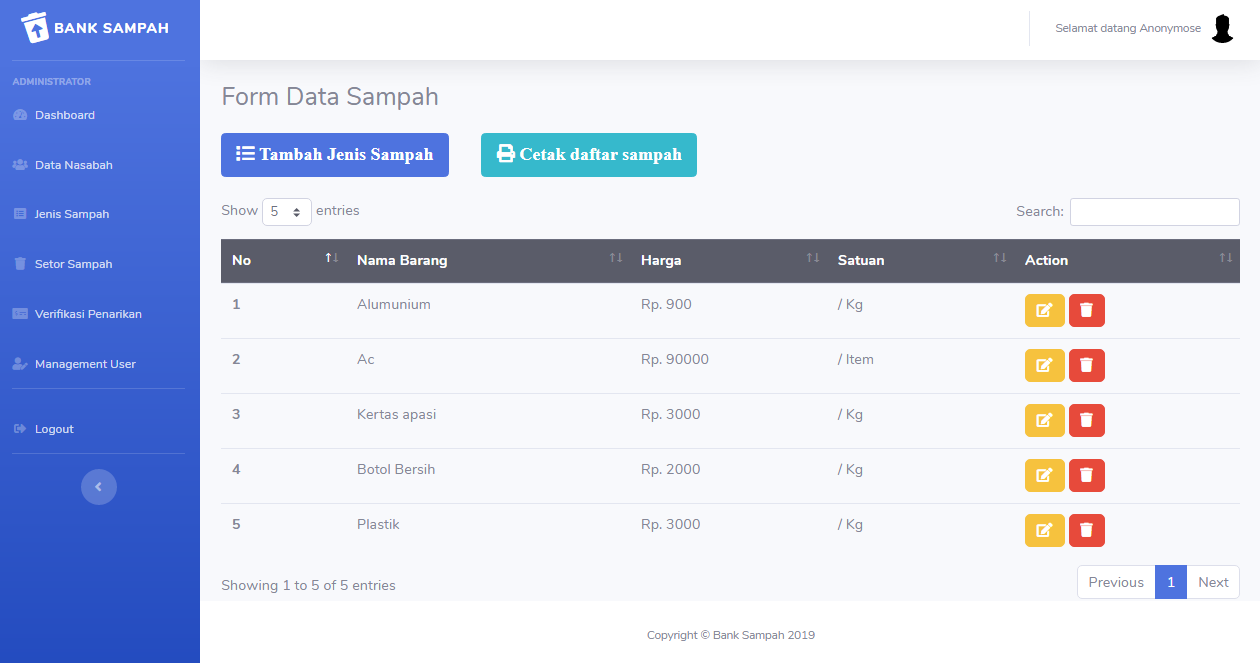 BANK SAMPAH
Selamat datang Anonymose
ADMINISTRATOR
Dashboard
Data Nasabah
Jenis Sampah
Setor Sampah
Verifikasi Penarikan
Management User
Logout
Form Data Sampah
Tambah Jenis Sampah Cetak daftar sampah
Show 5 entries Search:
No Nama Barang Harga Satuan Action
1 Alumunium Rp. 900 / Kg
2 Ac Rp. 90000 / Item
3 Kertas apasi Rp. 3000 / Kg
4 Botol Bersih Rp. 2000 / Kg
5 Plastik Rp. 3000 / Kg
Showing 1 to 5 of 5 entries Previous 1 Next
Copyright © Bank Sampah 2019